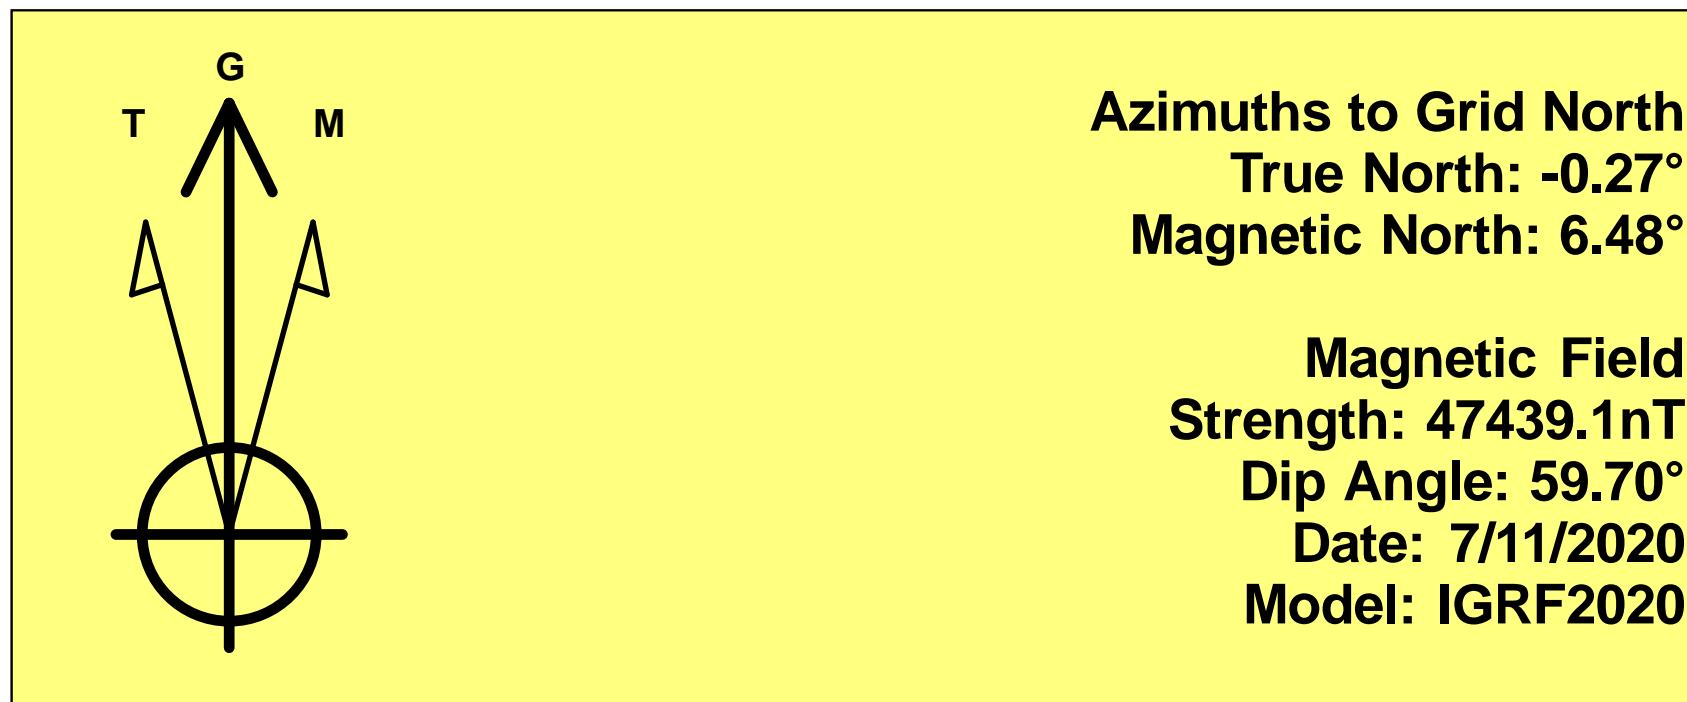 G
T M
Azimuths to Grid North
True North: -0.27°
Magnetic North: 6.48°
Magnetic Field
Strength: 47439.1nT
Dip Angle: 59.70°
Date: 7/11/2020
Model: IGRF2020